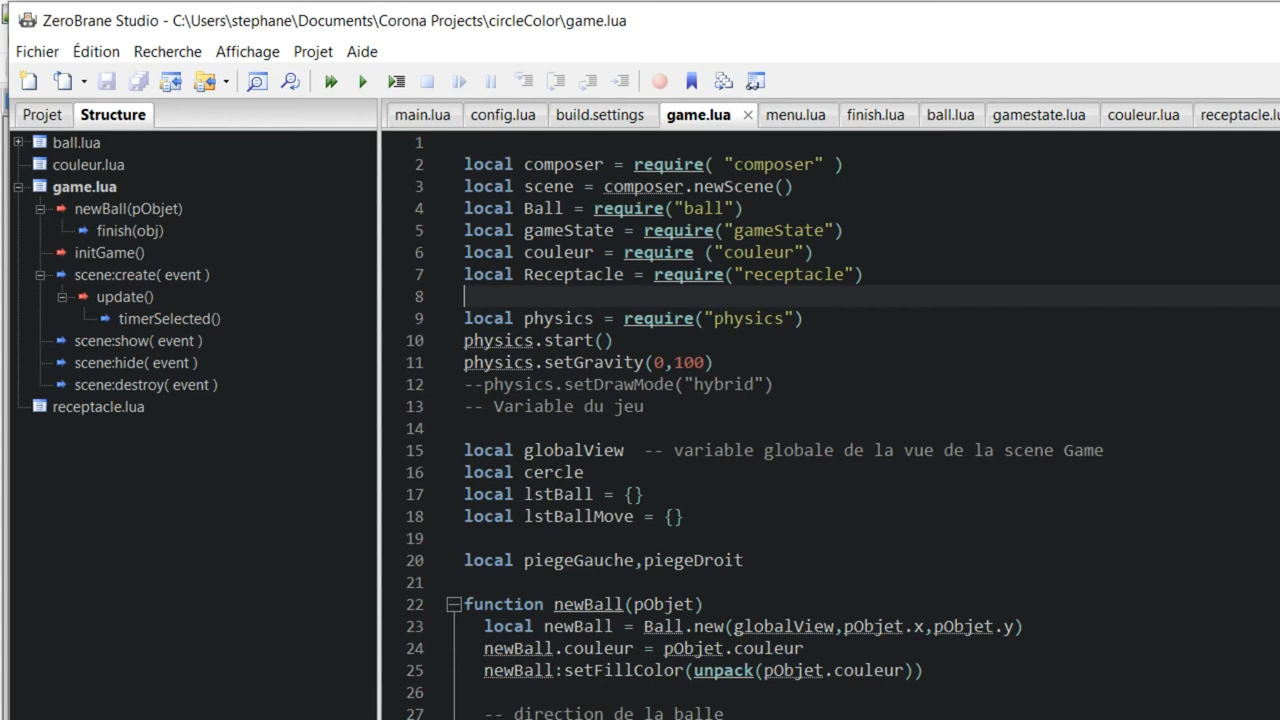 ZeroBrane Studio - C:\Users\stephane\Documents\Corona Projects\circleColor\game.lua
Fichier Édition Recherche Affichage Projet Aide
Projet Structure
main.lua config.lua build.settings game.lua menu.lua finish.lua ball.lua gamestate.lua couleur.lua receptacle.lu
ball.lua
couleur.lua
game.lua
newBall(pObjet)
finish(obj)
initGame()
scene:create( event )
update()
timerSelected()
scene:show( event )
scene:hide( event )
scene:destroy( event )
receptacle.lua
1
2 local composer = require( "composer" )
3 local scene = composer.newScene()
4 local Ball = require("ball")
5 local gameState = require("gameState")
6 local couleur = require ("couleur")
7 local Receptacle = require("receptacle")
8
9 local physics = require("physics")
10 physics.start()
11 physics.setGravity(0,100)
12 --physics.setDrawMode("hybrid")
13 -- Variable du jeu
14
15 local globalView -- variable globale de la vue de la scene Game
16 local cercle
17 local lstBall = {}
18 local lstBallMove = {}
19
20 local piegeGauche,piegeDroit
21
22 function newBall(pObjet)
23 local newBall = Ball.new(globalView,pObjet.x,pObjet.y)
24 newBall.couleur = pObjet.couleur
25 newBall:setFillColor(unpack(pObjet.couleur))
26
27 -- direction de la balle